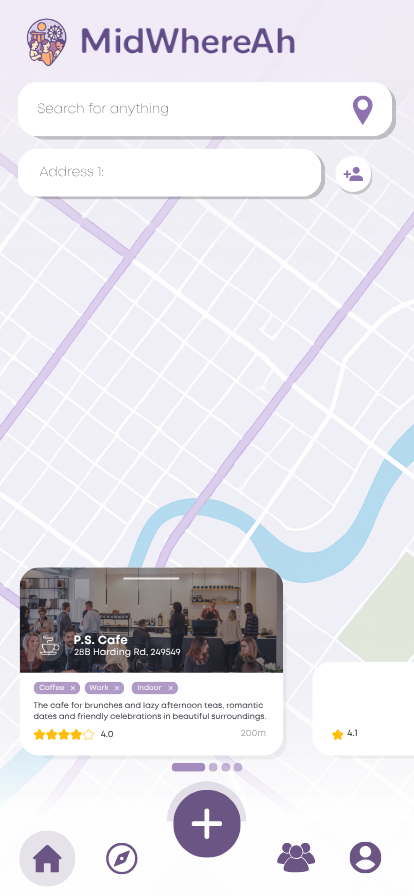 MidWhereAh
Search for anything
Address 1:
P.S. Cafe
28B Harding Rd, 249549
Coffee × Work × Indoor ×
The cafe for brunches and lazy afternoon teas, romantic
dates and friendly celebrations in beautiful surroundings.
4.0 200m
4.1